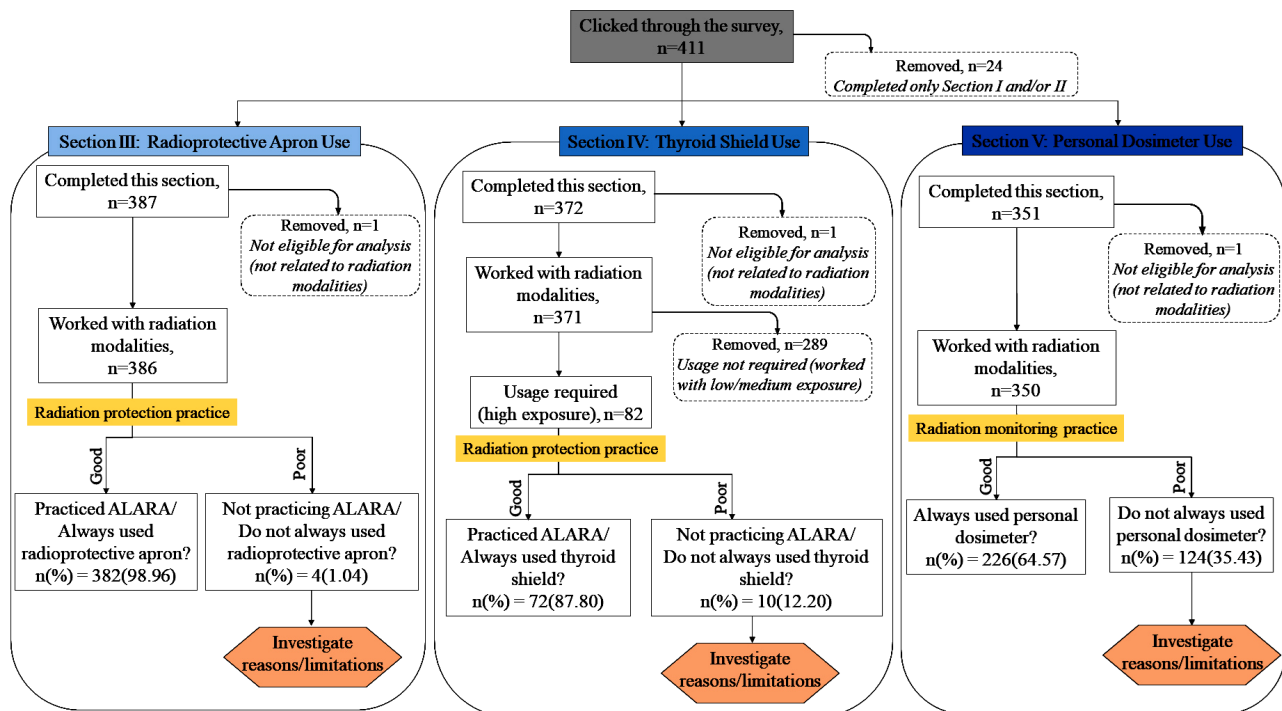 Clicked through the survey,
n=411
Removed, n=24
Completed only Section I and/or II
Section III: Radioprotective Apron Use
Completed this section,
n=387
Removed, n=1
Not eligible for analysis
(not related to radiation
modalities)
Worked with radiation
modalities,
n=386
Radiation protection practice
Good
Poor
Practiced ALARA/
Always used
radioprotective apron?
n(%) = 382(98.96)
Not practicing ALARA/
Do not always used
radioprotective apron?
n(%) = 4(1.04)
Investigate
reasons/limitations
Section IV: Thyroid Shield Use
Completed this section,
n=372
Removed, n=1
Not eligible for analysis
(not related to radiation
modalities)
Worked with radiation
modalities,
n=371
Removed, n=289
Usage not required (worked
with low/medium exposure)
Usage required
(high exposure), n=82
Radiation protection practice
Good
Poor
Practiced ALARA/
Always used thyroid
shield?
n(%) = 72(87.80)
Not practicing ALARA/
Do not always used thyroid
shield?
n(%) = 10(12.20)
Investigate
reasons/limitations
Section V: Personal Dosimeter Use
Completed this section,
n=351
Removed, n=1
Not eligible for analysis
(not related to radiation
modalities)
Worked with radiation
modalities,
n=350
Radiation monitoring practice
Good
Poor
Always used personal
dosimeter?
n(%) = 226(64.57)
Do not always used
personal dosimeter?
n(%) = 124(35.43)
Investigate
reasons/limitations